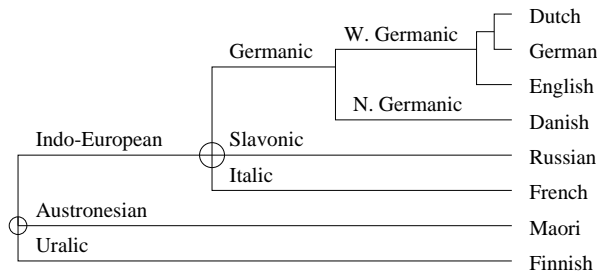 Dutch
W. Germanic
Germanic
German
English
N. Germanic
Danish
Indo-European
Slavonic
Russian
Italic
French
Austronesian
Maori
Uralic
Finnish